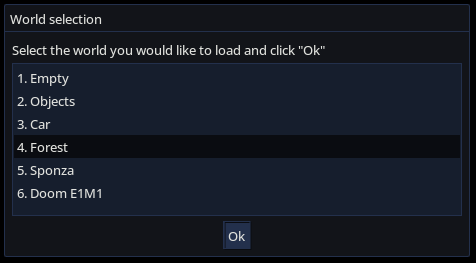 World selection
Select the world you would like to load and click "Ok"
1. Empty
2. Objects
3. Car
4. Forest
5. Sponza
6. Doom E1M1
Ok